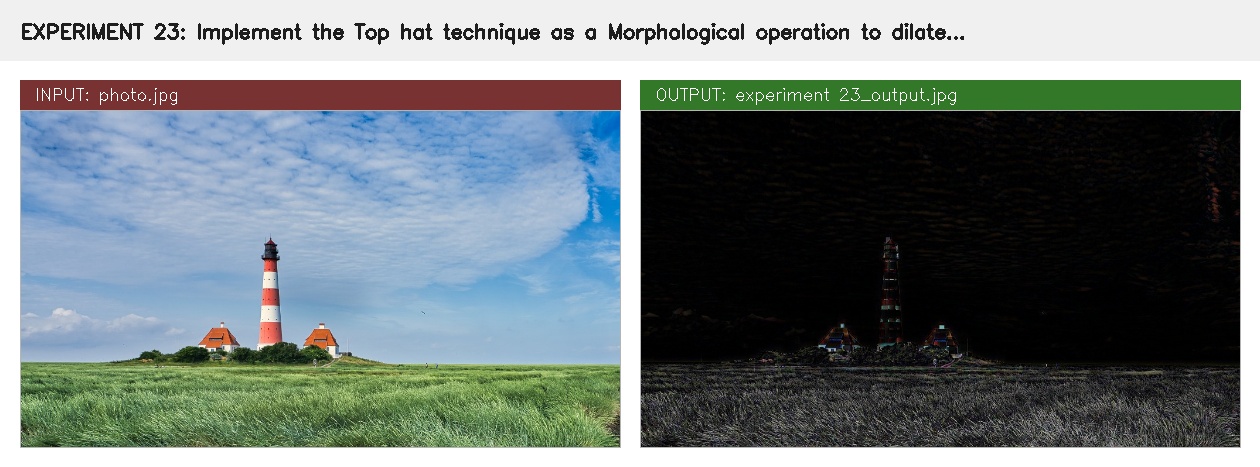 EXPERIMENT 23: Implement the Top hat technique as a Morphological operation to dilate...
INPUT: photo.jpg
OUTPUT: experiment 23_output.jpg